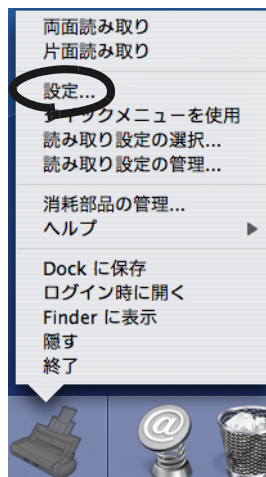 両面読み取り
片面読み取り
設定...
クイックメニューを使用
読み取り設定の選択...
読み取り設定の管理...
消耗部品の管理...
ヘルプ
Dock に保存
ログイン時に開く
Finder に表示
隠す
終了
@